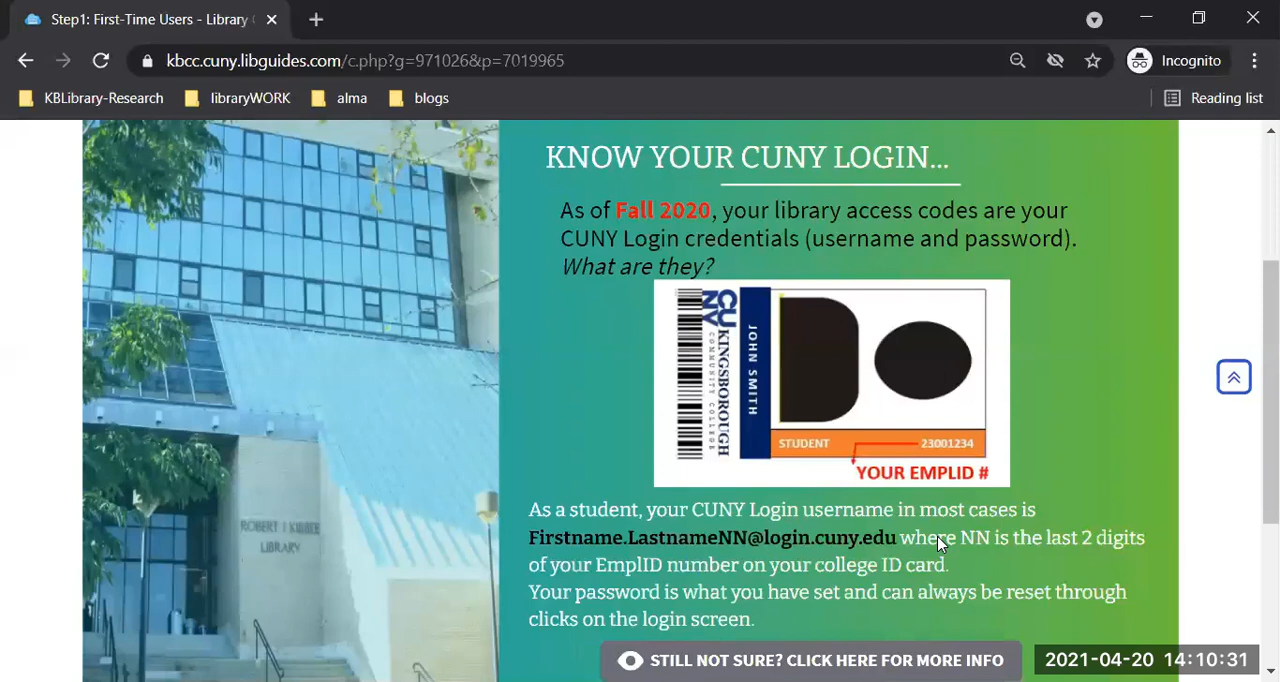 Step1: First-Time Users - Library
kbcc.cuny.libguides.com/c.php?g=971026&p=7019965
Incognito
KBLibrary-Research
libraryWORK
alma
blogs
Reading list
KNOW YOUR CUNY LOGIN...
As of Fall 2020, your library access codes are your
CUNY Login credentials (username and password).
What are they?
CUNY
KINGSBOROUGH
COMMUNITY COLLEGE
JOHN SMITH
STUDENT 23001234
YOUR EMPLID #
As a student, your CUNY Login username in most cases is
Firstname.LastnameNN@login.cuny.edu where NN is the last 2 digits
of your EmplID number on your college ID card.
Your password is what you have set and can always be reset through
clicks on the login screen.
ROBERT J KIBBEE
LIBRARY
STILL NOT SURE? CLICK HERE FOR MORE INFO
2021-04-20 14:10:31